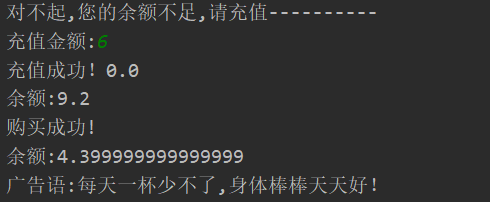 对不起,您的余额不足,请充值----------
充值金额:6
充值成功! 0.0
余额:9.2
购买成功!
余额:4.399999999999999
广告语:每天一杯少不了,身体棒棒天天好!